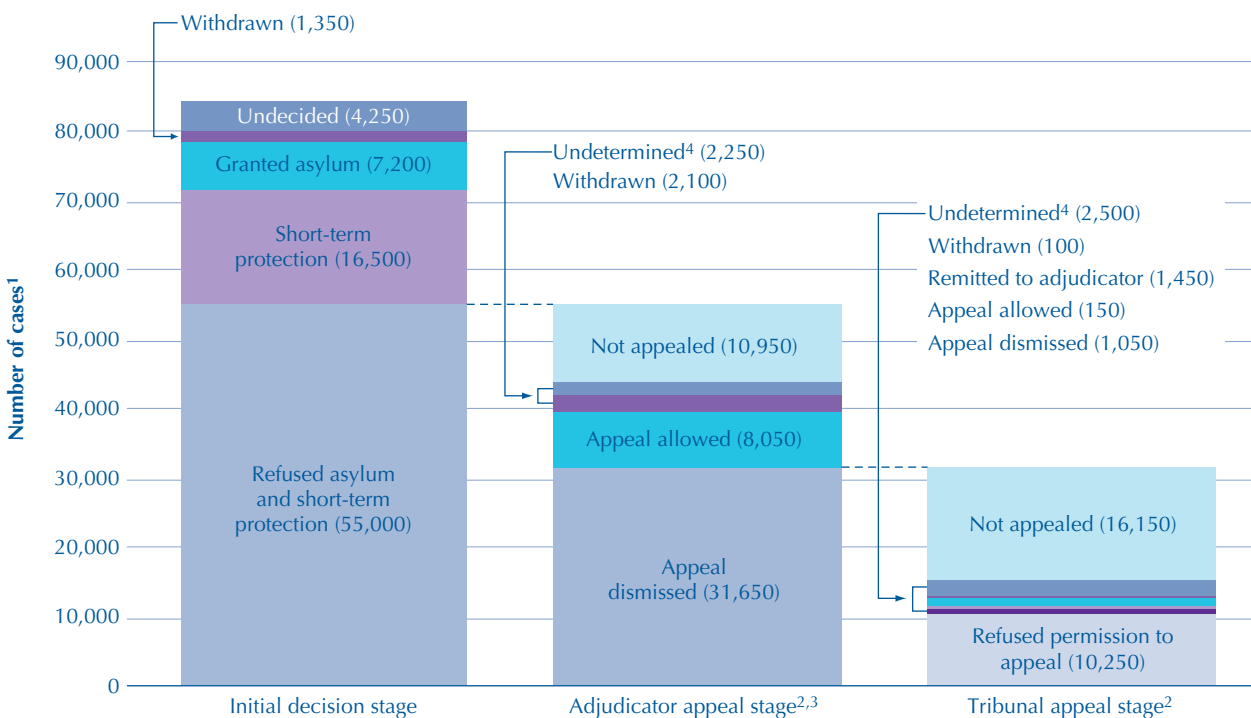 Withdrawn (1,350)
90,000
80,000
70,000
60,000
50,000
40,000
30,000
20,000
10,000
0
Number of cases¹
Undecided (4,250)
Granted asylum (7,200)
Short-term
protection (16,500)
Refused asylum
and short-term
protection (55,000)
Initial decision stage
Undetermined⁴ (2,250)
Withdrawn (2,100)
Not appealed (10,950)
Appeal allowed (8,050)
Appeal
dismissed (31,650)
Adjudicator appeal stage²,³
Undetermined⁴ (2,500)
Withdrawn (100)
Remitted to adjudicator (1,450)
Appeal allowed (150)
Appeal dismissed (1,050)
Not appealed (16,150)
Refused permission to
appeal (10,250)
Tribunal appeal stage²